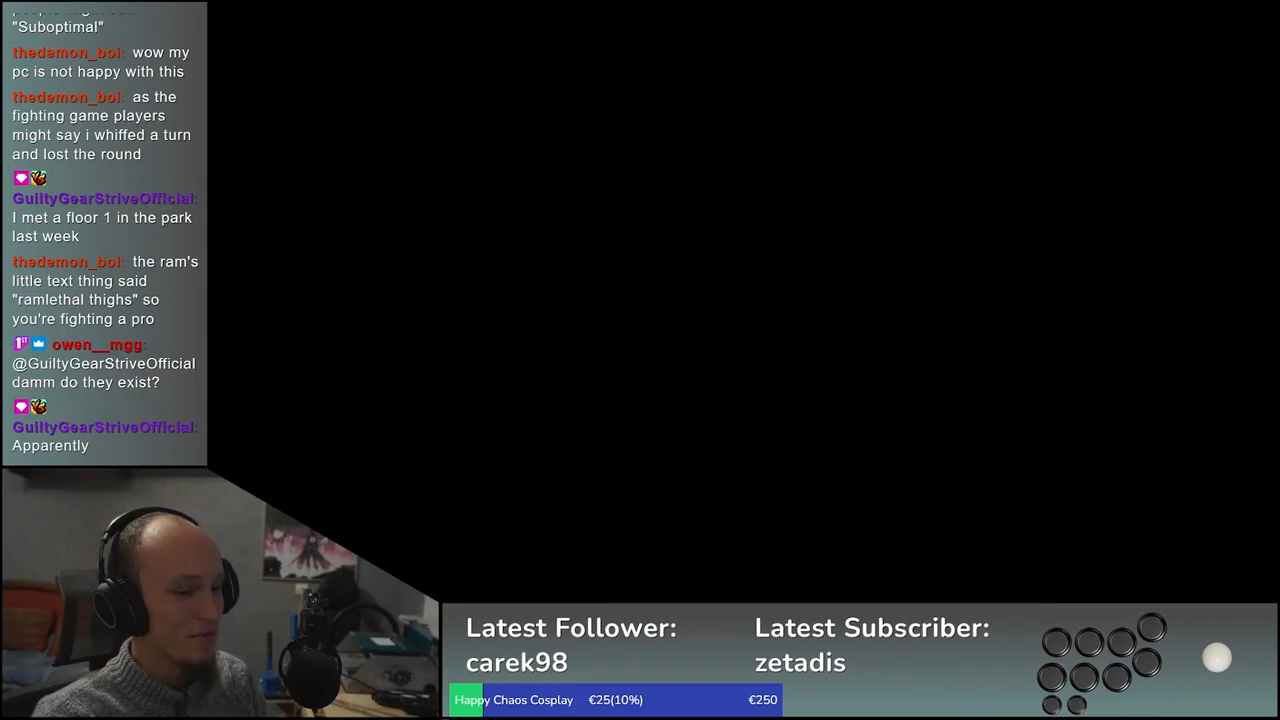 "Suboptimal"
thedemon_boi: wow my
pc is not happy with this
thedemon_boi: as the
fighting game players
might say i whiffed a turn
and lost the round
GuiltyGearStriveOfficial:
I met a floor 1 in the park
last week
thedemon_boi: the ram's
little text thing said
"ramlethal thighs" so
you're fighting a pro
1ST owen__mgg:
@GuiltyGearStriveOfficial
damm do they exist?
GuiltyGearStriveOfficial:
Apparently
Latest Follower:
carek98
Latest Subscriber:
zetadis
Happy Chaos Cosplay €25(10%) €250